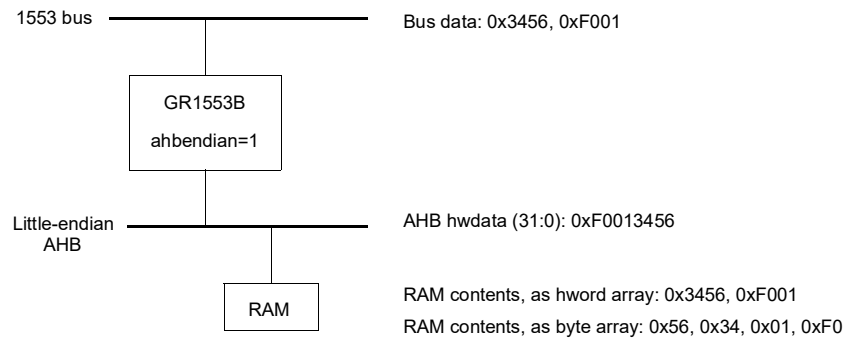 1553 bus
Bus data: 0x3456, 0xF001
GR1553B
ahbendian=1
Little-endian
AHB
AHB hwdata (31:0): 0xF0013456
RAM
RAM contents, as hword array: 0x3456, 0xF001
RAM contents, as byte array: 0x56, 0x34, 0x01, 0xF0